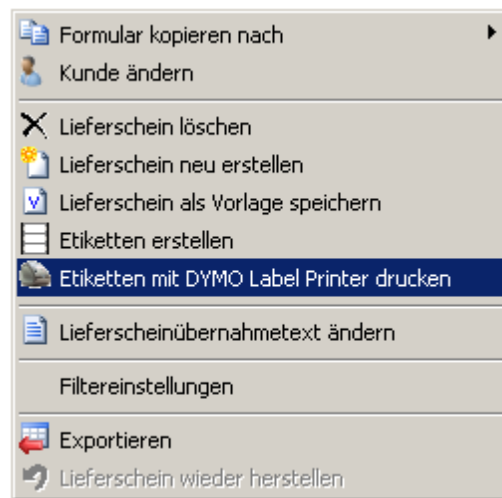 Formular kopieren nach
Kunde ändern
Lieferschein löschen
Lieferschein neu erstellen
Lieferschein als Vorlage speichern
Etiketten erstellen
Etiketten mit DYMO Label Printer drucken
Lieferscheinübernahmetext ändern
Filtereinstellungen
Exportieren
Lieferschein wieder herstellen